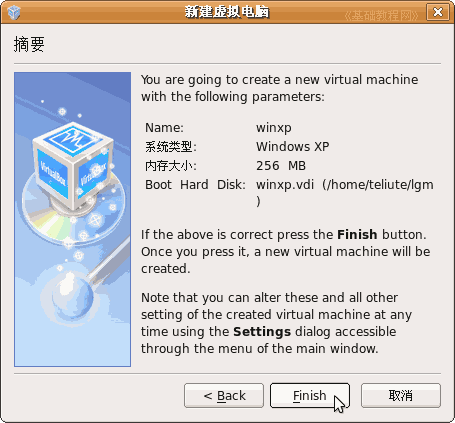 新建虚拟电脑
《基础教程网》
摘要
You are going to create a new virtual machine
with the following parameters:
Name: winxp
系统类型: Windows XP
内存大小: 256 MB
Boot Hard Disk: winxp.vdi (/home/teliute/lgm
)
If the above is correct press the Finish button.
Once you press it, a new virtual machine will be
created.
Note that you can alter these and all other
setting of the created virtual machine at any
time using the Settings dialog accessible
through the menu of the main window.
VirtualBox
VirtualBox
< Back
Finish
取消